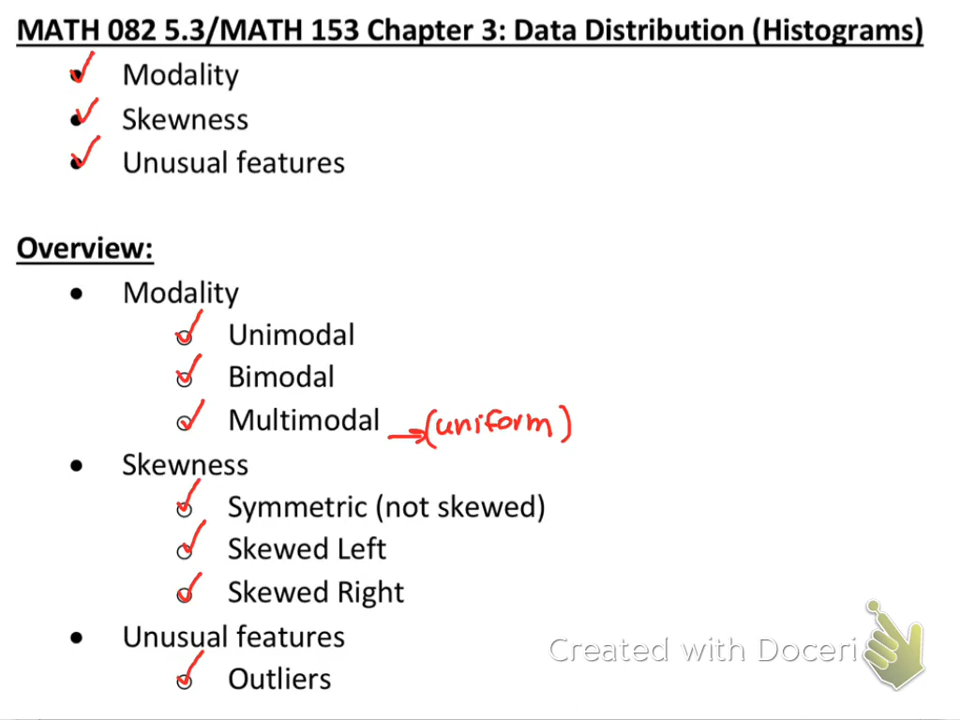 MATH 082 5.3/MATH 153 Chapter 3: Data Distribution (Histograms)
Modality
Skewness
Unusual features
Overview:
Modality
Unimodal
Bimodal
Multimodal →(uniform)
Skewness
Symmetric (not skewed)
Skewed Left
Skewed Right
Unusual features
Outliers
Created with Doceri